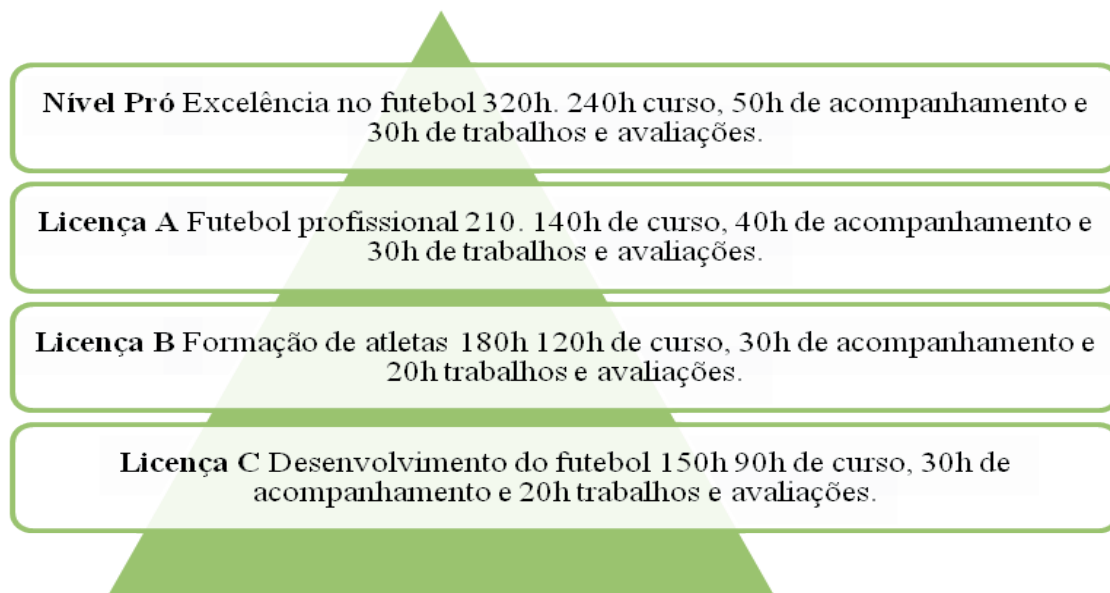 Nível Pró Excelência no futebol 320h. 240h curso, 50h de acompanhamento e
30h de trabalhos e avaliações.
Licença A Futebol profissional 210. 140h de curso, 40h de acompanhamento e
30h de trabalhos e avaliações.
Licença B Formação de atletas 180h 120h de curso, 30h de acompanhamento e
20h trabalhos e avaliações.
Licença C Desenvolvimento do futebol 150h 90h de curso, 30h de
acompanhamento e 20h trabalhos e avaliações.